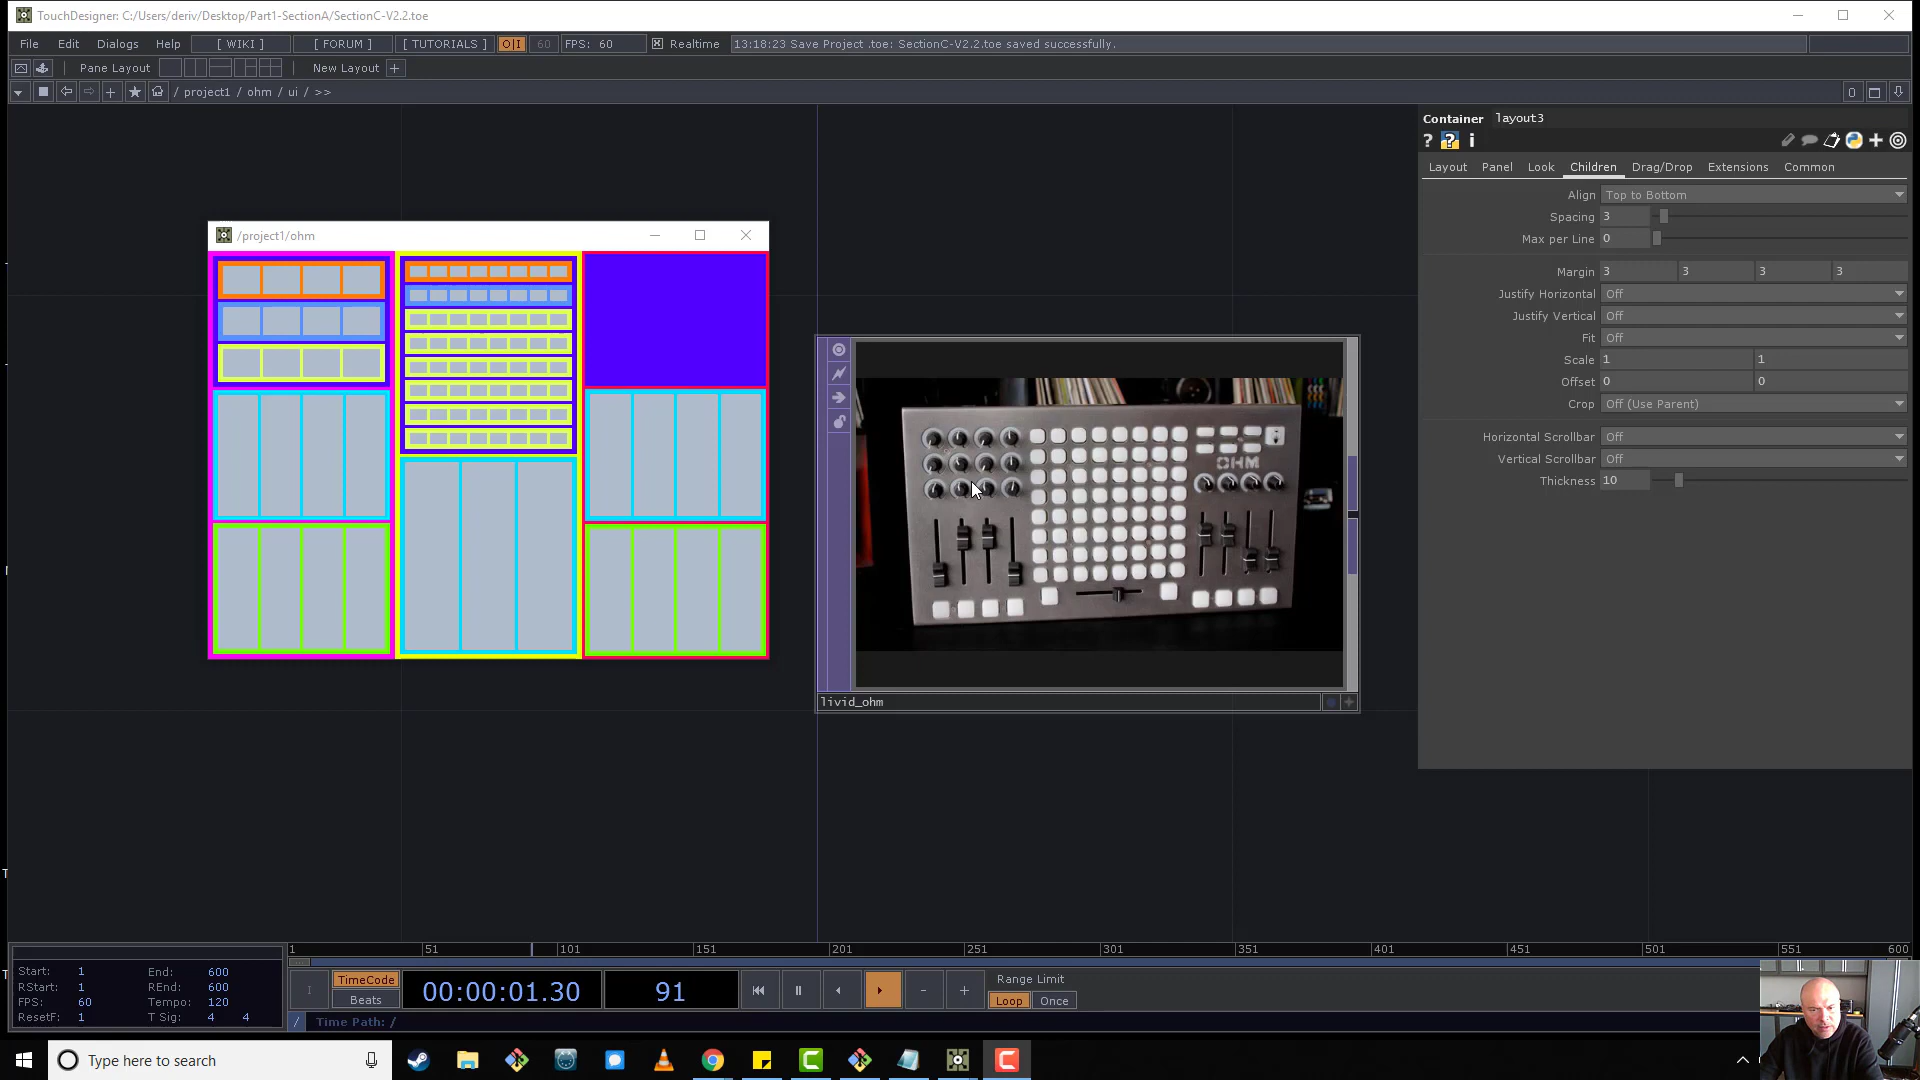 TouchDesigner: C:/Users/deriv/Desktop/Part1-SectionA/SectionC-V2.2.toe
File Edit Dialogs Help [ WIKI ] [ FORUM ] [ TUTORIALS ] O|I 60 FPS: 60 Realtime 13:18:23 Save Project .toe: SectionC-V2.2.toe saved successfully.
Pane Layout New Layout +
/ project1 / ohm / ui / >> 0
Container layout3
? ? i
Layout Panel Look Children Drag/Drop Extensions Common
Align Top to Bottom
Spacing 3
Max per Line 0
Margin 3 3 3 3
Justify Horizontal Off
Justify Vertical Off
Fit Off
Scale 1 1
Offset 0 0
Crop Off (Use Parent)
Horizontal Scrollbar Off
Vertical Scrollbar Off
Thickness 10
/project1/ohm
OHM
livid_ohm
1 51 101 151 201 251 301 351 401 451 501 551 600
Start: 1 End: 600
RStart: 1 REnd: 600
FPS: 60 Tempo: 120
ResetF: 1 T Sig: 4 4
TimeCode
Beats
00:00:01.30 91
Range Limit
Loop Once
/ Time Path: /
Type here to search